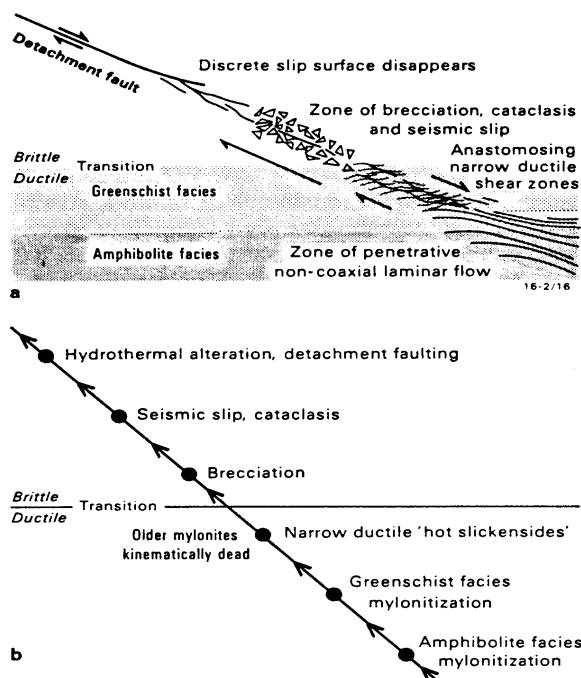 Detachment fault
Discrete slip surface disappears
Zone of brecciation, cataclasis
and seismic slip
Anastomosing
narrow ductile
shear zones
Brittle
Ductile
Transition
Greenschist facies
Amphibolite facies
Zone of penetrative
non-coaxial laminar flow
16-2/16
a
Hydrothermal alteration, detachment faulting
Seismic slip, cataclasis
Brecciation
Brittle
Ductile
Transition
Older mylonites
kinematically dead
Narrow ductile 'hot slickensides'
Greenschist facies
mylonitization
Amphibolite facies
mylonitization
b